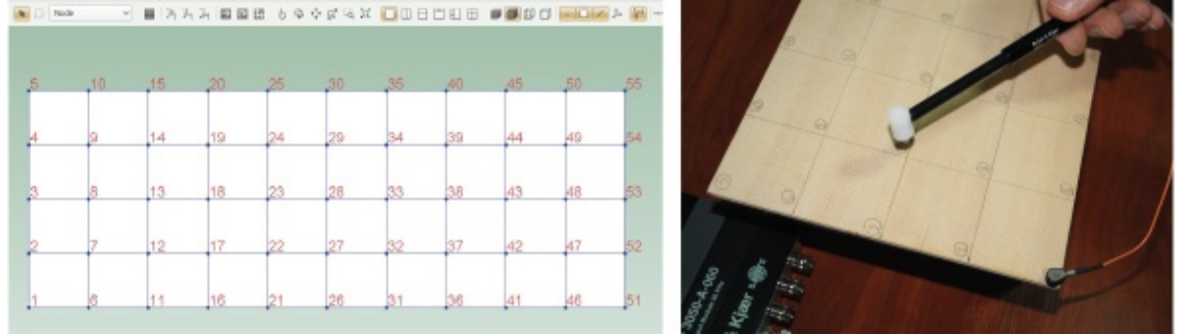 Node
5 10 15 20 25 30 35 40 45 50 55
4 9 14 19 24 29 34 39 44 49 54
3 8 13 18 23 28 33 38 43 48 53
2 7 12 17 22 27 32 37 42 47 52
1 6 11 16 21 26 31 36 41 46 51
3050-A-060
Kjær